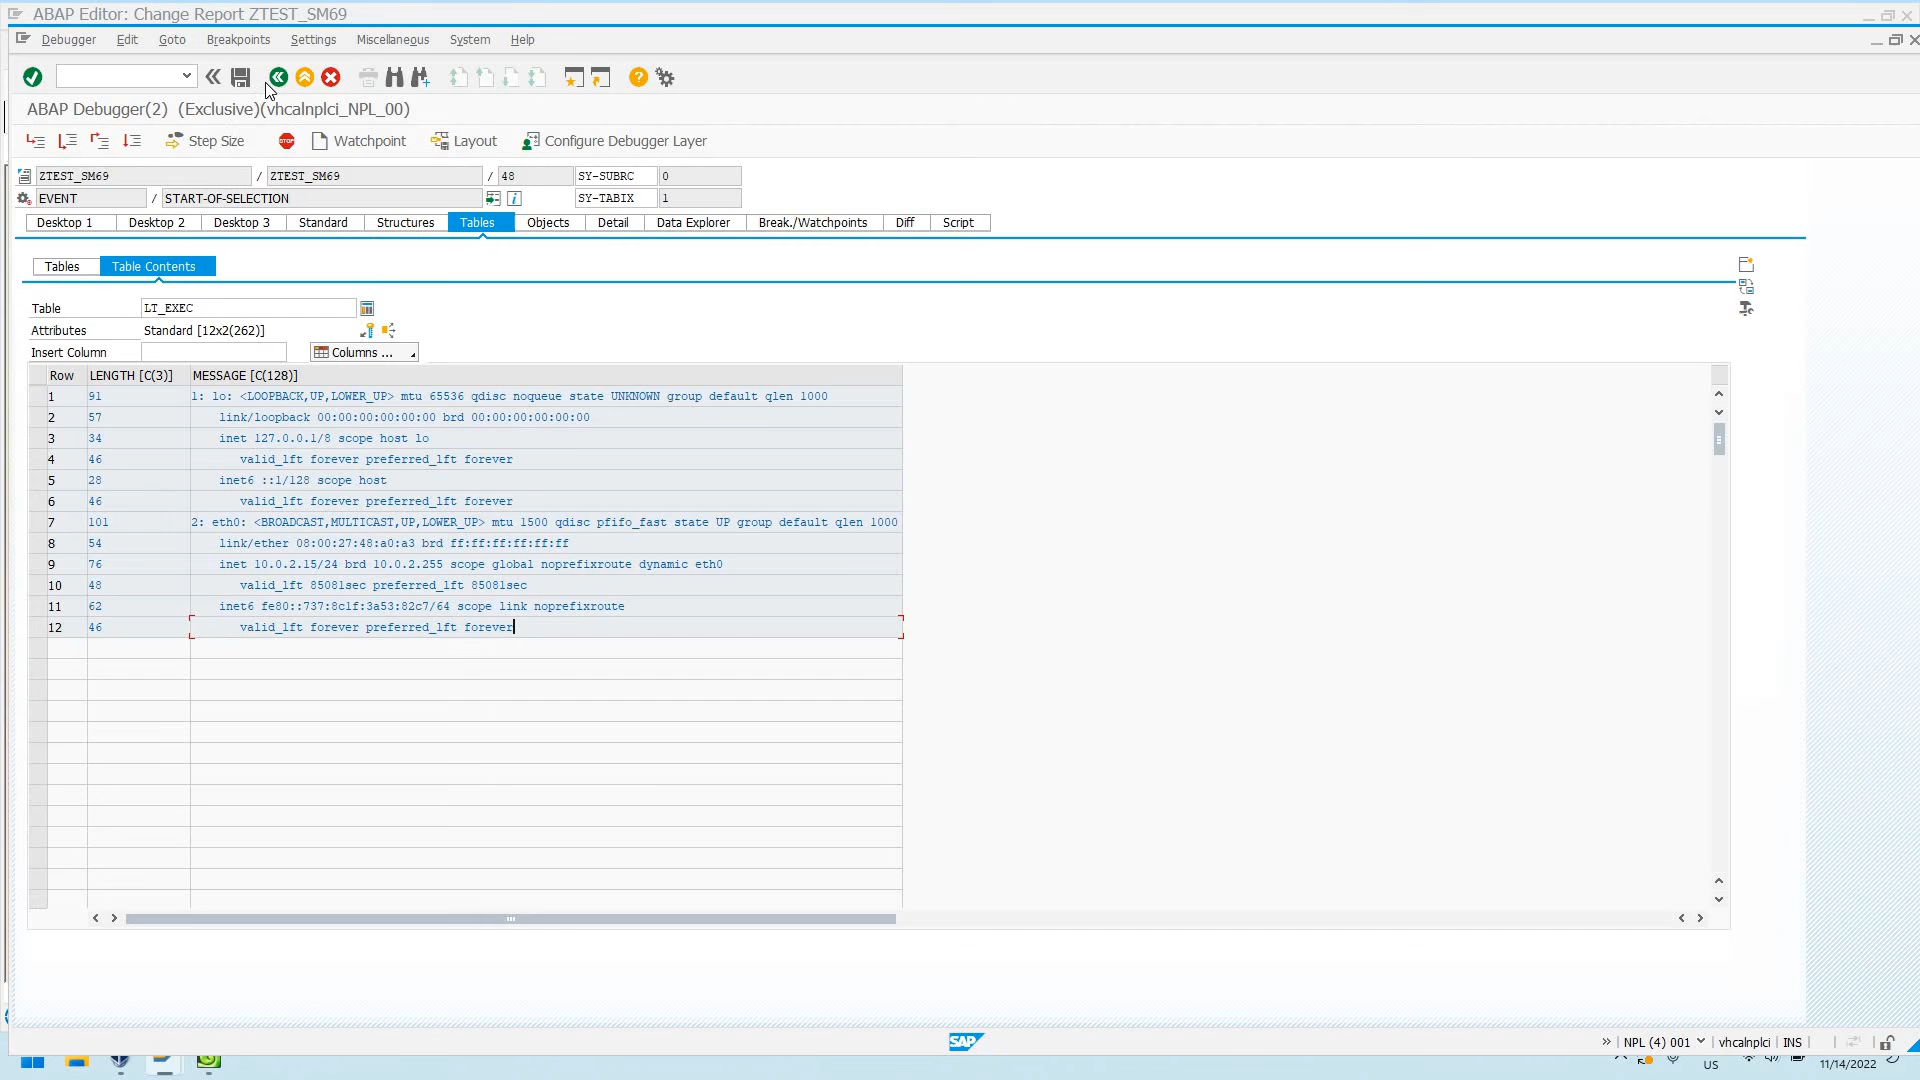 ABAP Editor: Change Report ZTEST_SM69
Debugger Edit Goto Breakpoints Settings Miscellaneous System Help
ABAP Debugger(2) (Exclusive)(vhcalnplci_NPL_00)
STOP
Step Size Watchpoint Layout Configure Debugger Layer
ZTEST_SM69 / ZTEST_SM69 / 48 SY-SUBRC 0
EVENT / START-OF-SELECTION SY-TABIX 1
Desktop 1 Desktop 2 Desktop 3 Standard Structures Tables Objects Detail Data Explorer Break./Watchpoints Diff Script
Tables Table Contents
Table LT_EXEC
Attributes Standard [12x2(262)]
Insert Column Columns ...
Row LENGTH [C(3)] MESSAGE [C(128)]
1 91 1: lo: <LOOPBACK,UP,LOWER_UP> mtu 65536 qdisc noqueue state UNKNOWN group default qlen 1000
2 57 link/loopback 00:00:00:00:00:00 brd 00:00:00:00:00:00
3 34 inet 127.0.0.1/8 scope host lo
4 46 valid_lft forever preferred_lft forever
5 28 inet6 ::1/128 scope host
6 46 valid_lft forever preferred_lft forever
7 101 2: eth0: <BROADCAST,MULTICAST,UP,LOWER_UP> mtu 1500 qdisc pfifo_fast state UP group default qlen 1000
8 54 link/ether 08:00:27:48:a0:a3 brd ff:ff:ff:ff:ff:ff
9 76 inet 10.0.2.15/24 brd 10.0.2.255 scope global noprefixroute dynamic eth0
10 48 valid_lft 85081sec preferred_lft 85081sec
11 62 inet6 fe80::737:8c1f:3a53:82c7/64 scope link noprefixroute
12 46 valid_lft forever preferred_lft forever
SAP
NPL (4) 001 vhcalnplci INS
US 11/14/2022